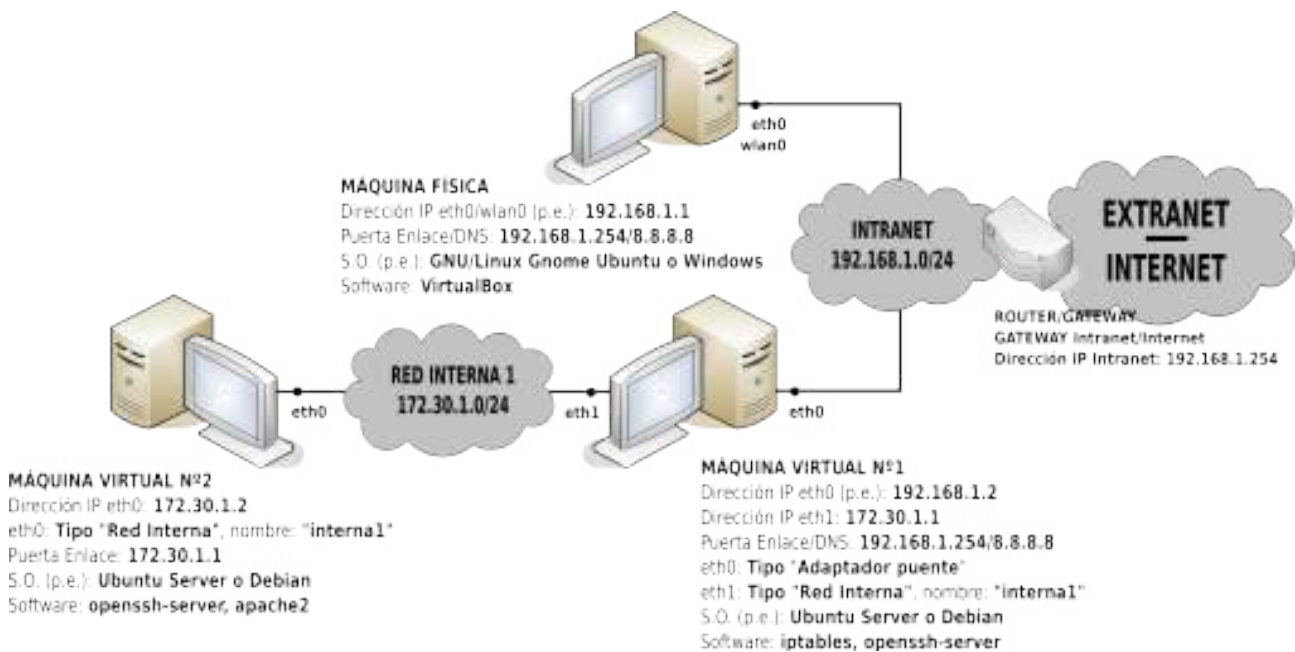 eth0
wlan0
MÁQUINA FÍSICA
Dirección IP eth0/wlan0 (p.e.): 192.168.1.1
Puerta Enlace/DNS: 192.168.1.254/8.8.8.8
S.O. (p.e.): GNU/Linux Gnome Ubuntu o Windows
Software: VirtualBox
INTRANET
192.168.1.0/24
EXTRANET
INTERNET
ROUTER/GATEWAY
GATEWAY Intranet/Internet
Dirección IP Intranet: 192.168.1.254
eth0
RED INTERNA 1
172.30.1.0/24
eth1
eth0
MÁQUINA VIRTUAL Nº2
Dirección IP eth0: 172.30.1.2
eth0: Tipo "Red Interna", nombre: "interna1"
Puerta Enlace: 172.30.1.1
S.O. (p.e.): Ubuntu Server o Debian
Software: openssh-server, apache2
MÁQUINA VIRTUAL Nº1
Dirección IP eth0 (p.e.): 192.168.1.2
Dirección IP eth1: 172.30.1.1
Puerta Enlace/DNS: 192.168.1.254/8.8.8.8
eth0: Tipo "Adaptador puente"
eth1: Tipo "Red Interna", nombre: "interna1"
S.O. (p.e.): Ubuntu Server o Debian
Software: iptables, openssh-server